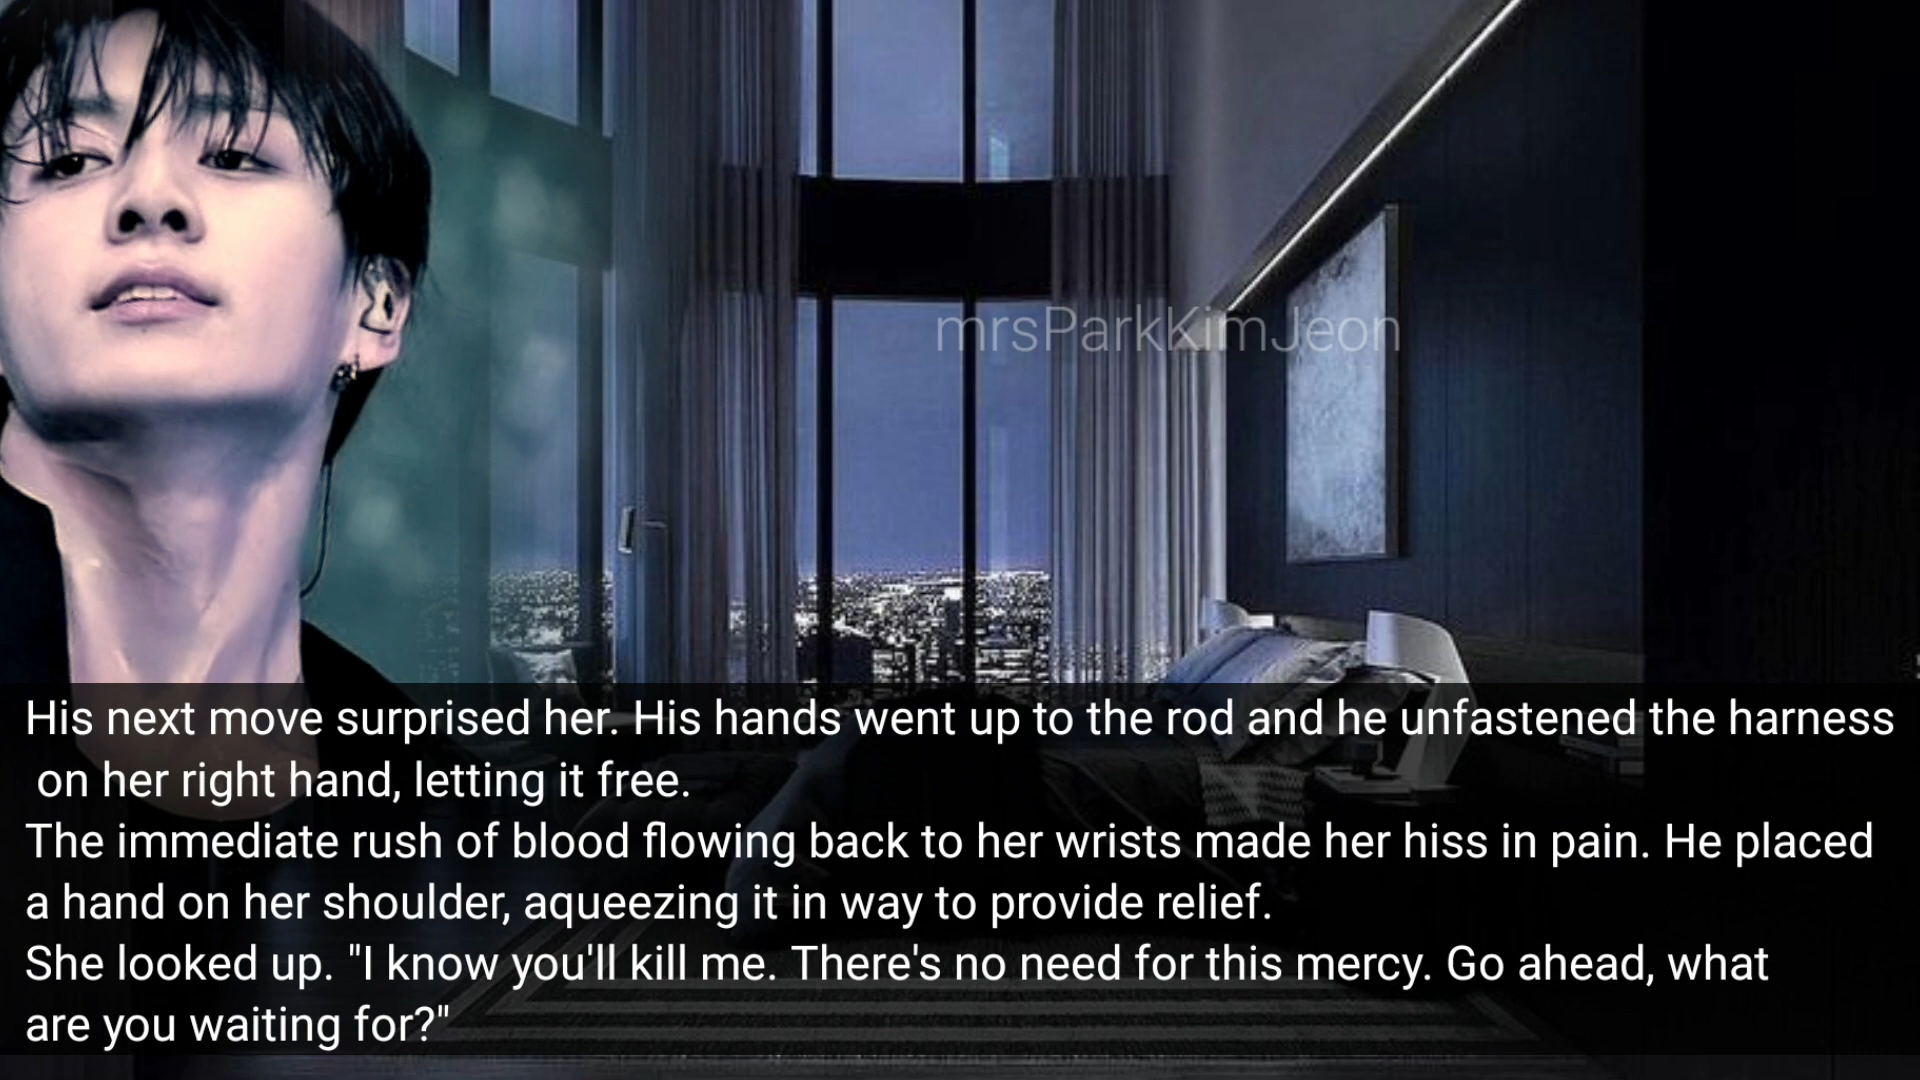 mrsParkKimJeon
His next move surprised her. His hands went up to the rod and he unfastened the harness
on her right hand, letting it free.
The immediate rush of blood flowing back to her wrists made her hiss in pain. He placed
a hand on her shoulder, aqueezing it in way to provide relief.
She looked up. "I know you'll kill me. There's no need for this mercy. Go ahead, what
are you waiting for?"